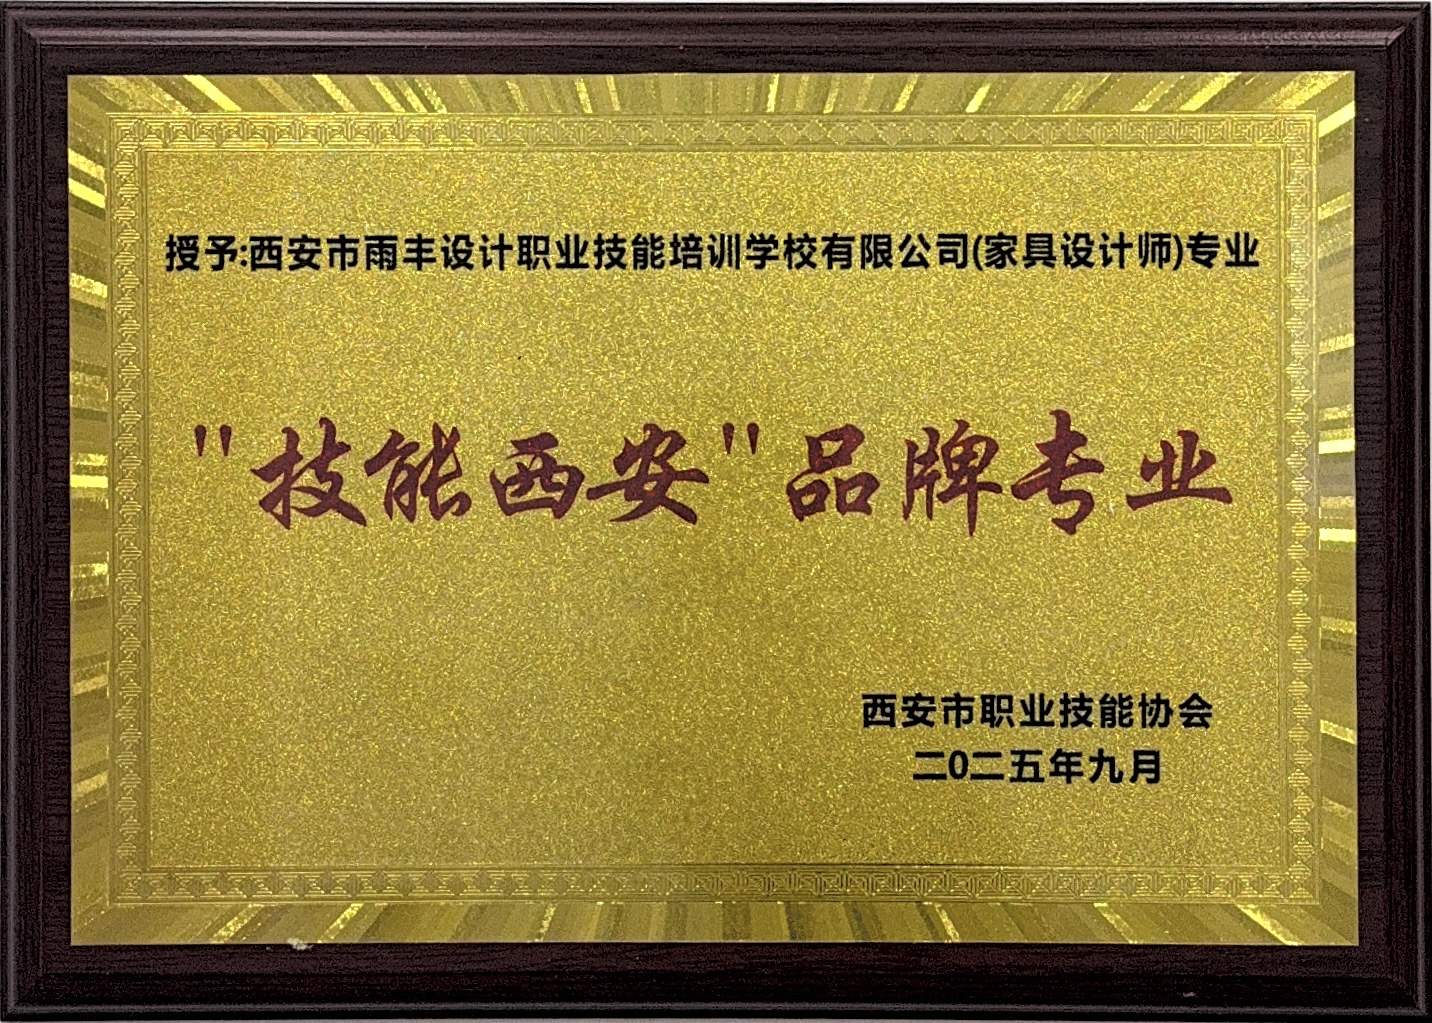 授予:西安市雨丰设计职业技能培训学校有限公司(家具设计师)专业
"技能西安"品牌专业
西安市职业技能协会
二0二五年九月